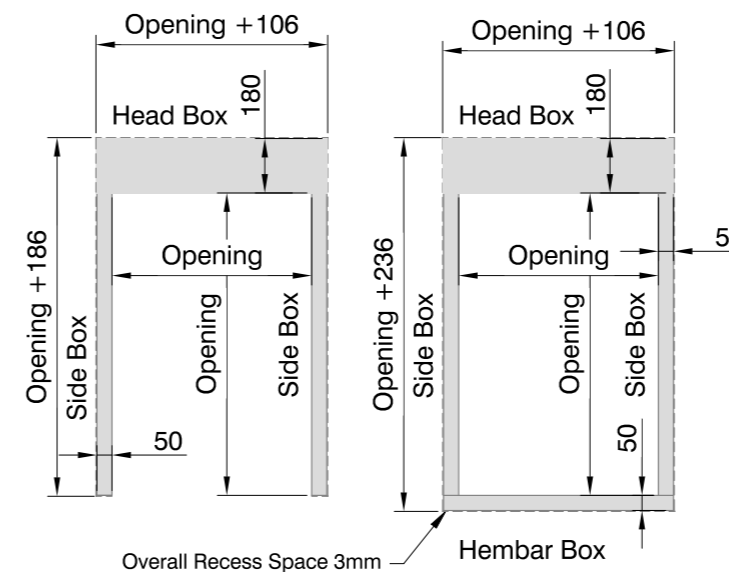 Opening +106
180
Head Box
Opening +186
Side Box
Opening
Opening
Side Box
50
Opening +106
180
Head Box
Opening +236
Side Box
Opening
Opening
Side Box
5
50
Overall Recess Space 3mm
Hembar Box